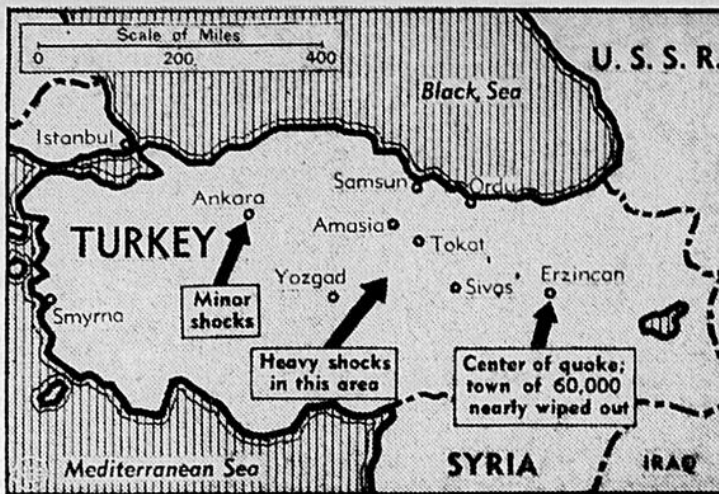 Scale of Miles
0 200 400
U. S. S. R.
Black Sea
Istanbul
Samsun
Ordu
Ankara
Amasia
TURKEY
Tokat
Yozgad
Sivas
Erzincan
Smyrna
Minor
shocks
Heavy shocks
in this area
Center of quake;
town of 60,000
nearly wiped out
Mediterranean Sea
SYRIA
IRAQ